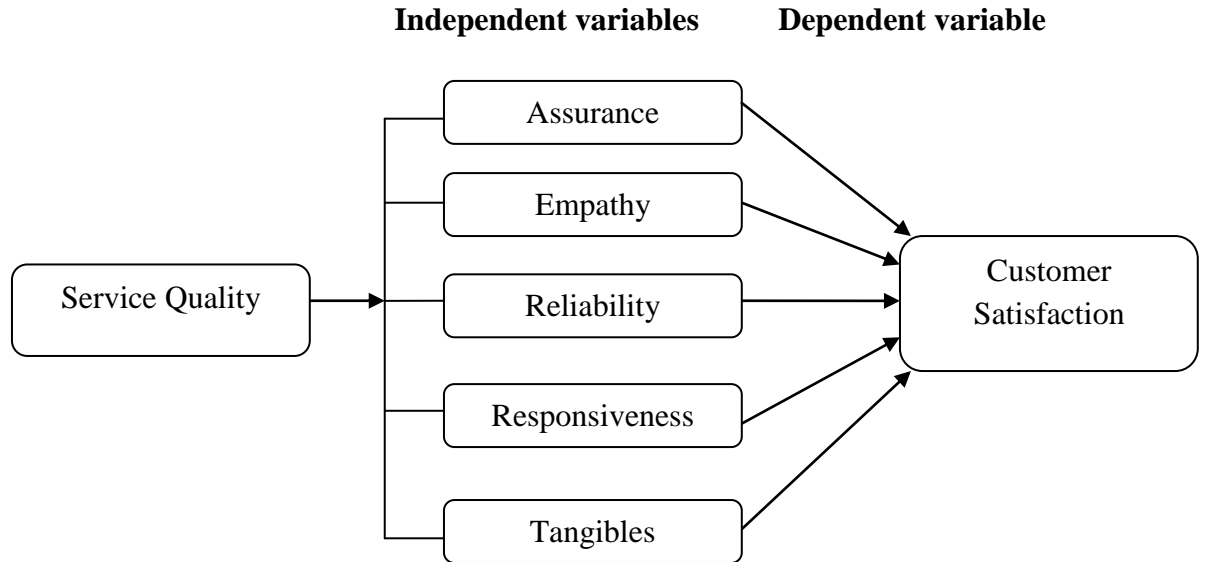 Independent variables Dependent variable
Assurance
Empathy
Service Quality
Reliability
Customer
Satisfaction
Responsiveness
Tangibles